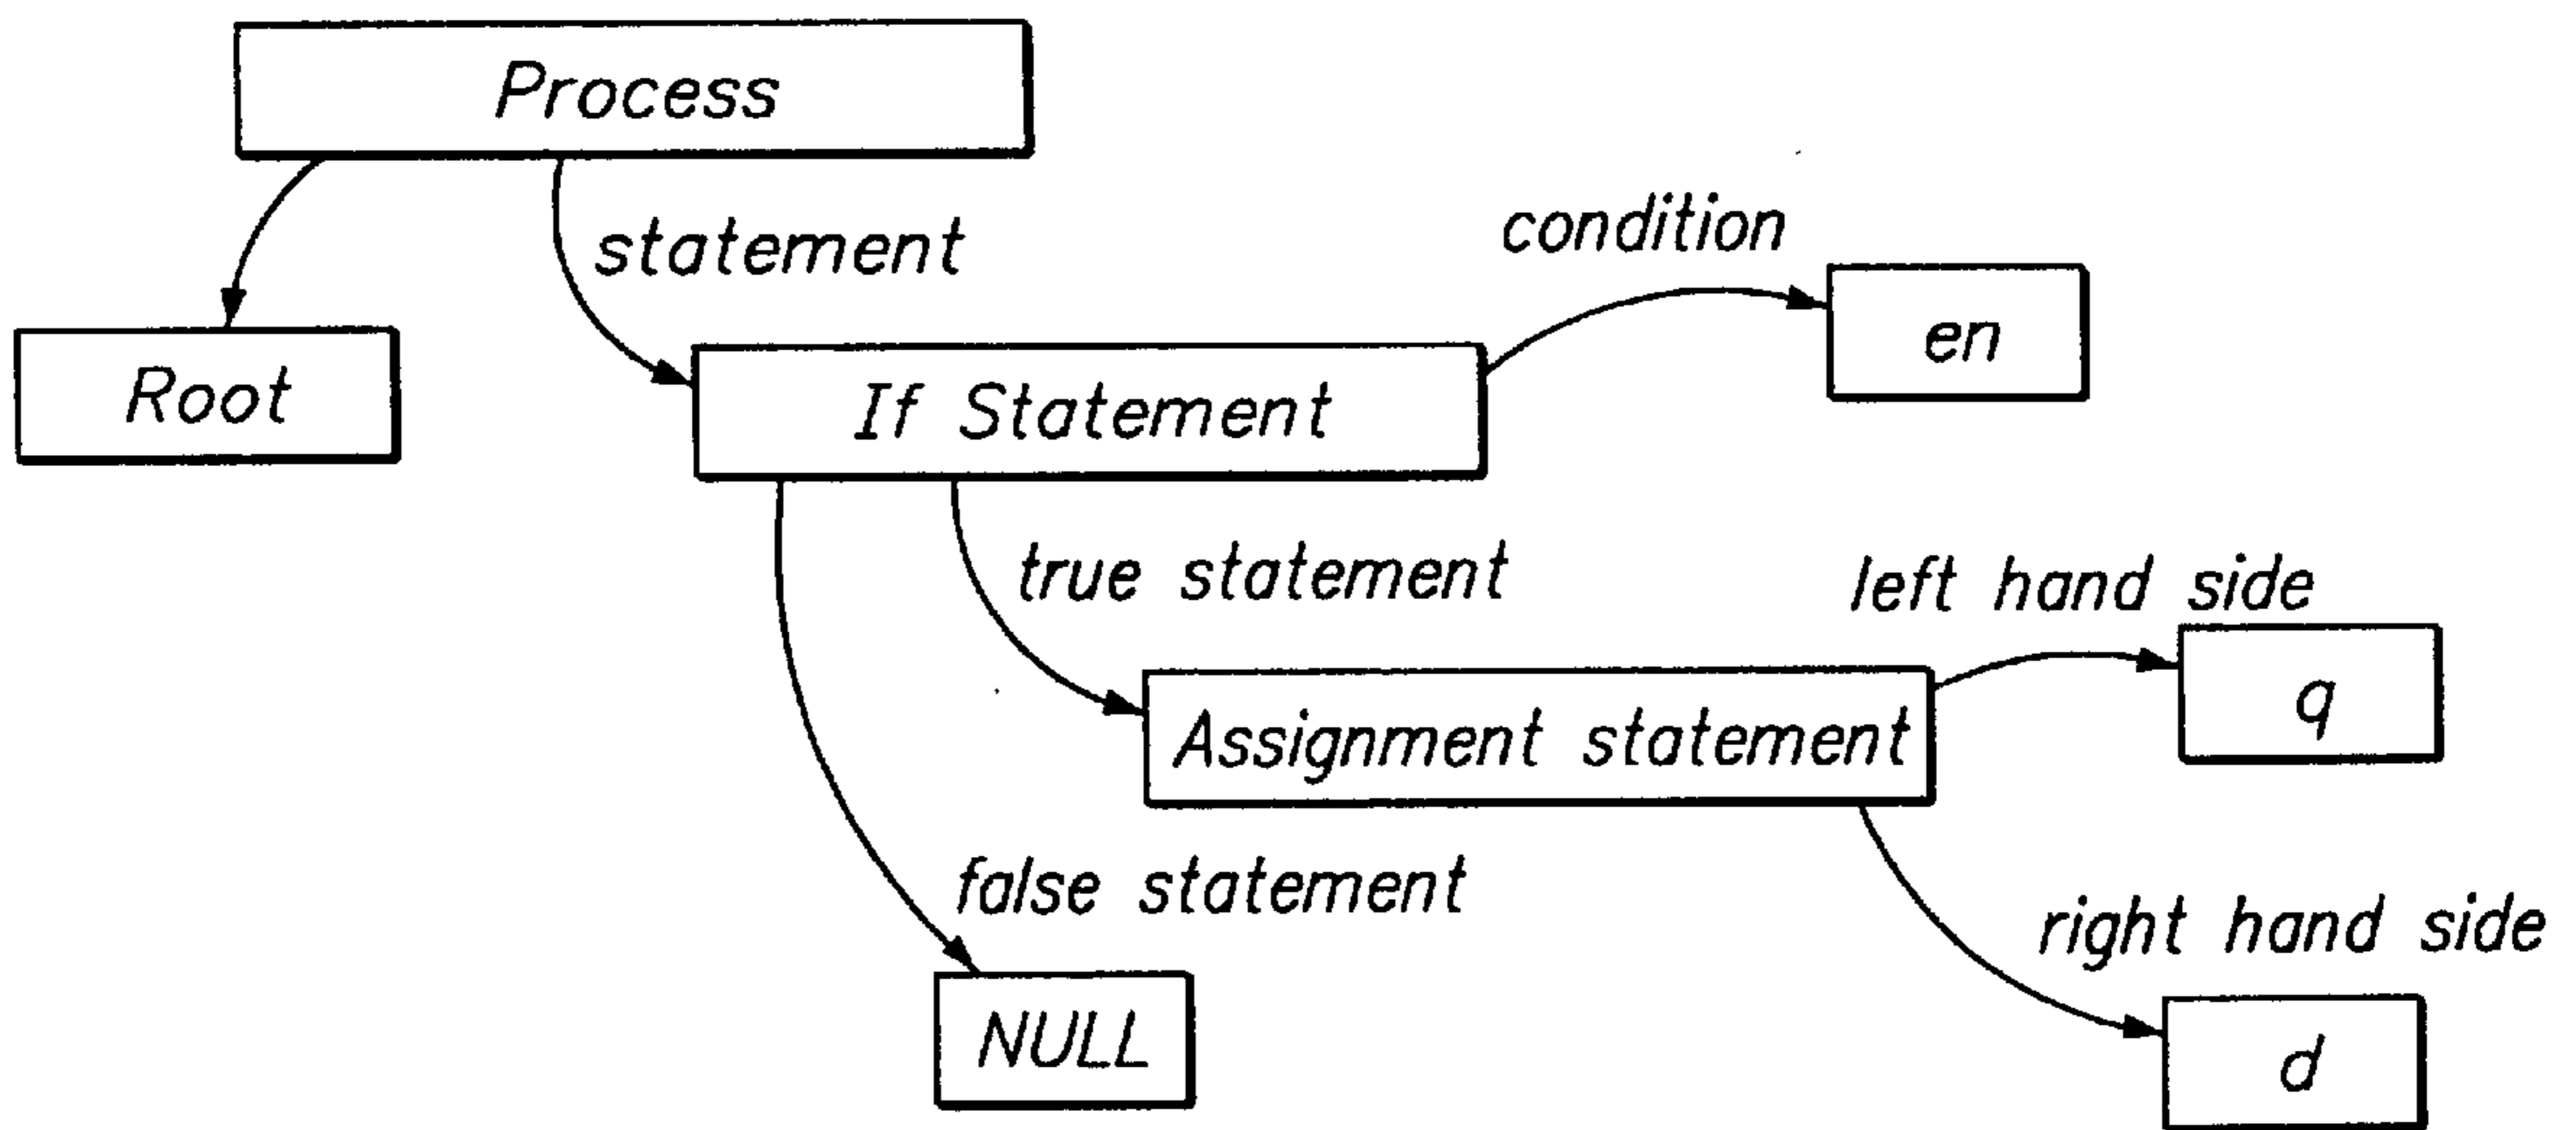 Process
statement
condition
en
Root
If Statement
true statement
left hand side
q
Assignment statement
false statement
right hand side
NULL
d